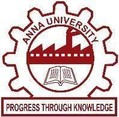 ANNA UNIVERSITY
PROGRESS THROUGH KNOWLEDGE